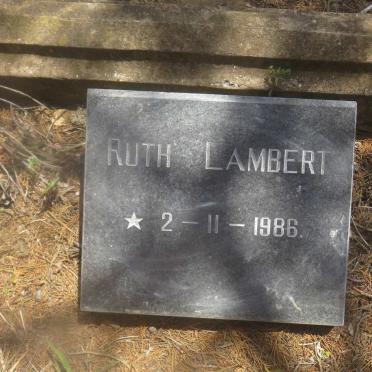 RUTH LAMBERT
★ 2-11-1986.